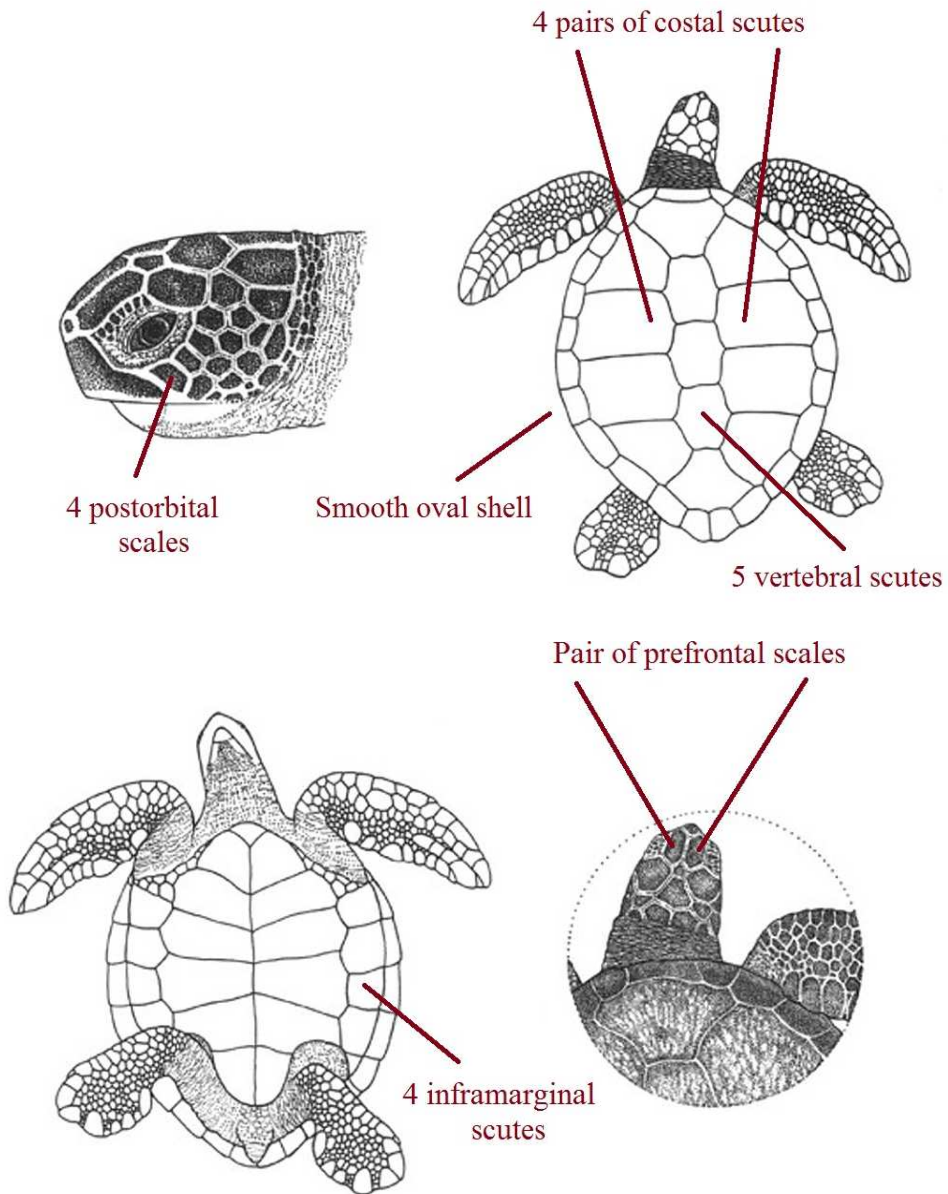 4 pairs of costal scutes
4 postorbital
scales
Smooth oval shell
5 vertebral scutes
Pair of prefrontal scales
4 inframarginal
scutes